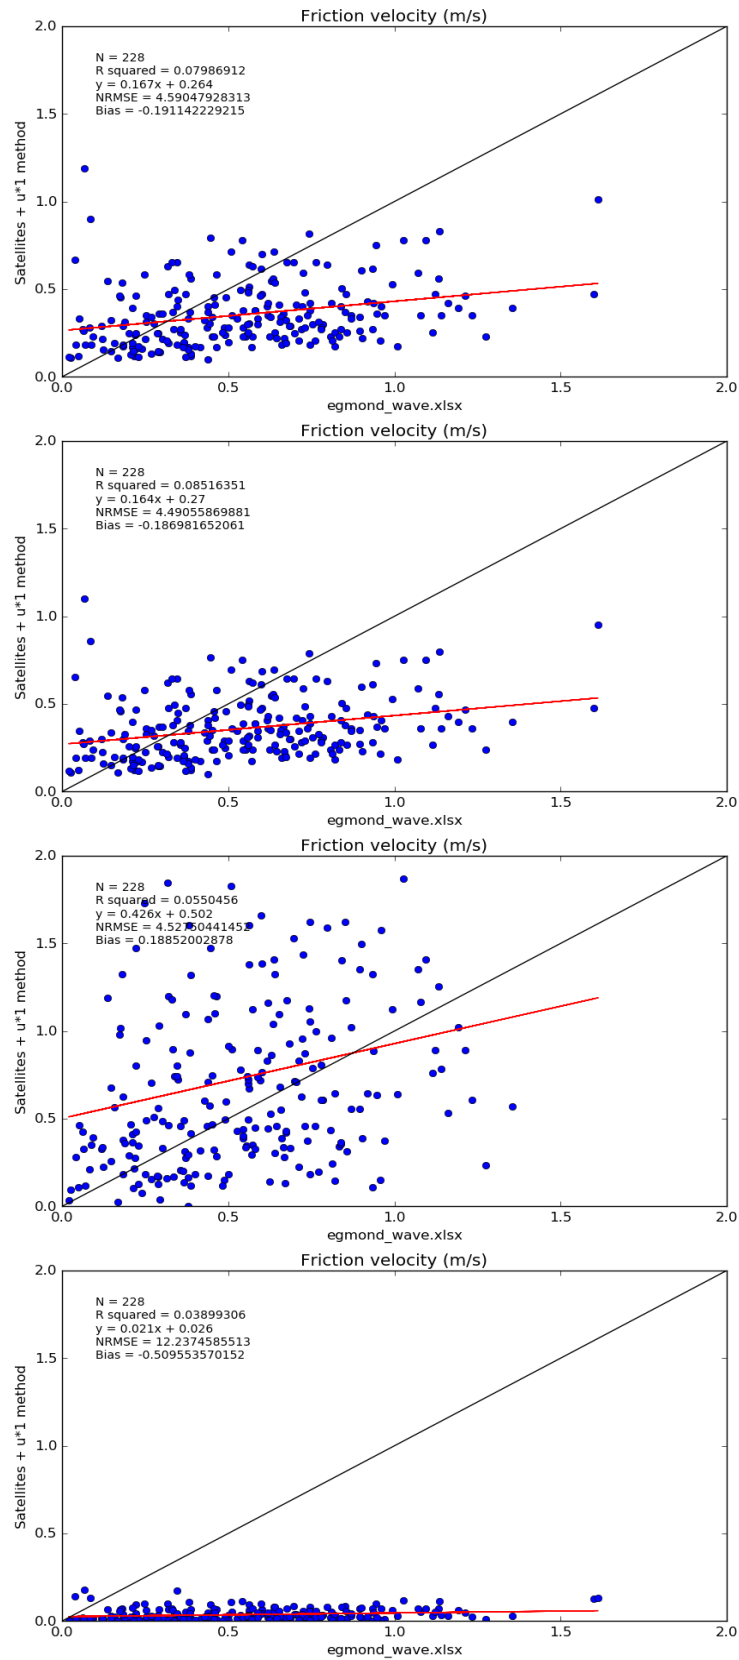 Friction velocity (m/s)
2.0
N = 228
R squared = 0.07986912
y = 0.167x + 0.264
NRMSE = 4.59047928313
Bias = -0.191142229215
1.5
1.0
0.5
0.0
Satellites + u*1 method
0.0 0.5 1.0 1.5 2.0
egmond_wave.xlsx
Friction velocity (m/s)
2.0
N = 228
R squared = 0.08516351
y = 0.164x + 0.27
NRMSE = 4.49055869881
Bias = -0.186981652061
1.5
1.0
0.5
0.0
Satellites + u*1 method
0.0 0.5 1.0 1.5 2.0
egmond_wave.xlsx
Friction velocity (m/s)
2.0
N = 228
R squared = 0.0550456
y = 0.426x + 0.502
NRMSE = 4.52750441452
Bias = 0.18852002878
1.5
1.0
0.5
0.0
Satellites + u*1 method
0.0 0.5 1.0 1.5 2.0
egmond_wave.xlsx
Friction velocity (m/s)
2.0
N = 228
R squared = 0.03899306
y = 0.021x + 0.026
NRMSE = 12.2374585513
Bias = -0.509553570152
1.5
1.0
0.5
0.0
Satellites + u*1 method
0.0 0.5 1.0 1.5 2.0
egmond_wave.xlsx